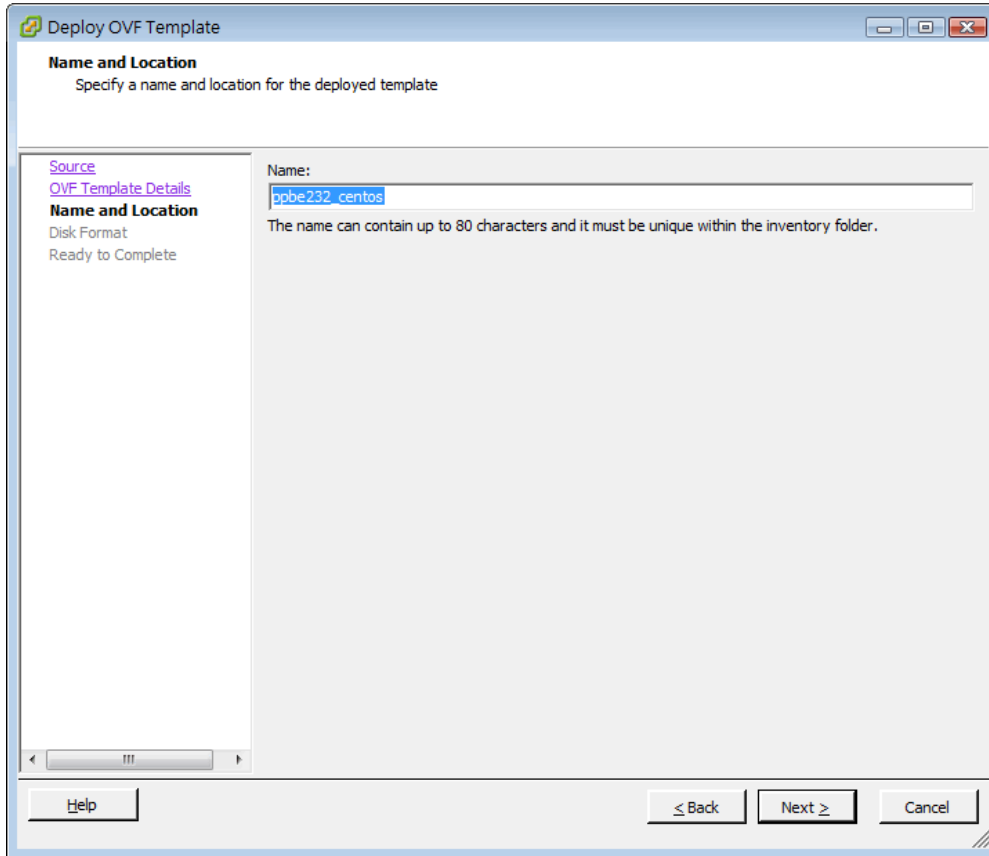 Deploy OVF Template
Name and Location
Specify a name and location for the deployed template
Source
OVF Template Details
Name and Location
Disk Format
Ready to Complete
Name:
ppbe232_centos
The name can contain up to 80 characters and it must be unique within the inventory folder.
Help
< Back
Next >
Cancel